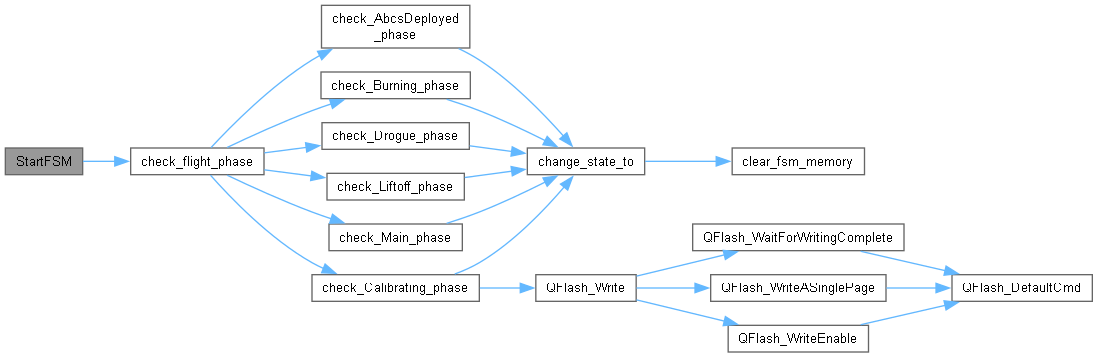 StartFSM
check_flight_phase
check_AbcsDeployed
_phase
check_Burning_phase
check_Drogue_phase
check_Liftoff_phase
check_Main_phase
check_Calibrating_phase
change_state_to
clear_fsm_memory
QFlash_Write
QFlash_WaitForWritingComplete
QFlash_WriteASinglePage
QFlash_WriteEnable
QFlash_DefaultCmd